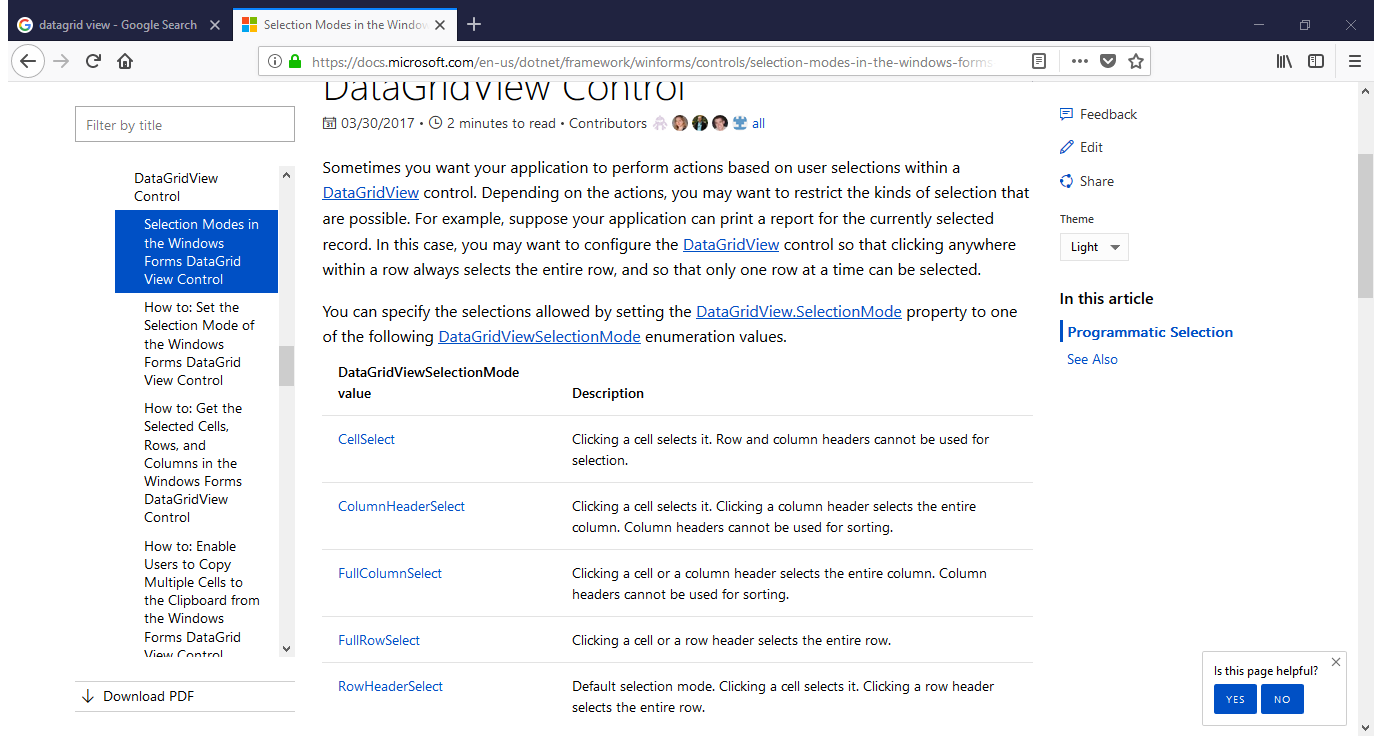 datagrid view - Google Search
Selection Modes in the Window
https://docs.microsoft.com/en-us/dotnet/framework/winforms/controls/selection-modes-in-the-windows-forms
DataGridView Control
03/30/2017 • 2 minutes to read • Contributors all
Filter by title
DataGridView
Control
Selection Modes in
the Windows
Forms DataGrid
View Control
How to: Set the
Selection Mode of
the Windows
Forms DataGrid
View Control
How to: Get the
Selected Cells,
Rows, and
Columns in the
Windows Forms
DataGridView
Control
How to: Enable
Users to Copy
Multiple Cells to
the Clipboard from
the Windows
Forms DataGrid
View Control
Download PDF
Sometimes you want your application to perform actions based on user selections within a
DataGridView control. Depending on the actions, you may want to restrict the kinds of selection that
are possible. For example, suppose your application can print a report for the currently selected
record. In this case, you may want to configure the DataGridView control so that clicking anywhere
within a row always selects the entire row, and so that only one row at a time can be selected.
You can specify the selections allowed by setting the DataGridView.SelectionMode property to one
of the following DataGridViewSelectionMode enumeration values.
DataGridViewSelectionMode
value
Description
CellSelect
Clicking a cell selects it. Row and column headers cannot be used for
selection.
ColumnHeaderSelect
Clicking a cell selects it. Clicking a column header selects the entire
column. Column headers cannot be used for sorting.
FullColumnSelect
Clicking a cell or a column header selects the entire column. Column
headers cannot be used for sorting.
FullRowSelect
Clicking a cell or a row header selects the entire row.
RowHeaderSelect
Default selection mode. Clicking a cell selects it. Clicking a row header
selects the entire row.
Feedback
Edit
Share
Theme
Light
In this article
Programmatic Selection
See Also
Is this page helpful?
YES
NO